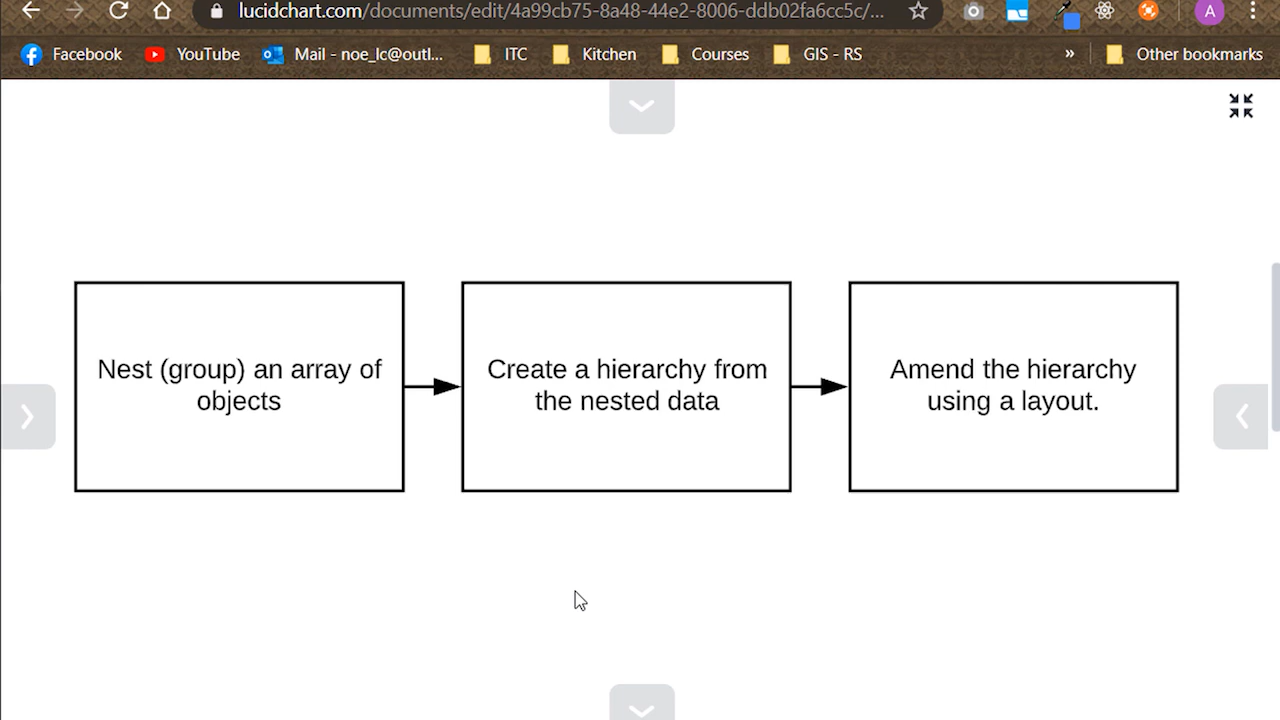 lucidchart.com/documents/edit/4a99cb75-8a48-44e2-8006-ddb02fa6cc5c/...
A
Facebook
YouTube
Mail - noe_lc@outl...
ITC
Kitchen
Courses
GIS - RS
»
Other bookmarks
Nest (group) an array of
objects
Create a hierarchy from
the nested data
Amend the hierarchy
using a layout.